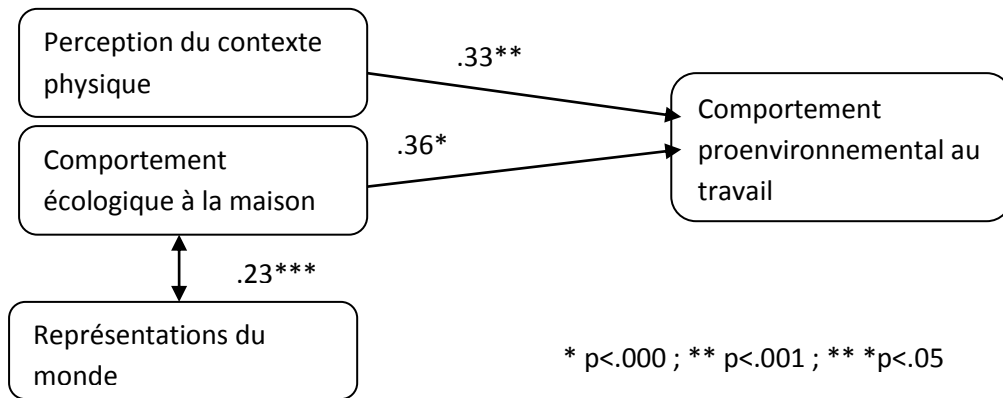 Perception du contexte
physique
.33**
Comportement
proenvironnemental au
travail
Comportement
écologique à la maison
.36*
.23***
Représentations du
monde
* p<.000 ; ** p<.001 ; ** *p<.05